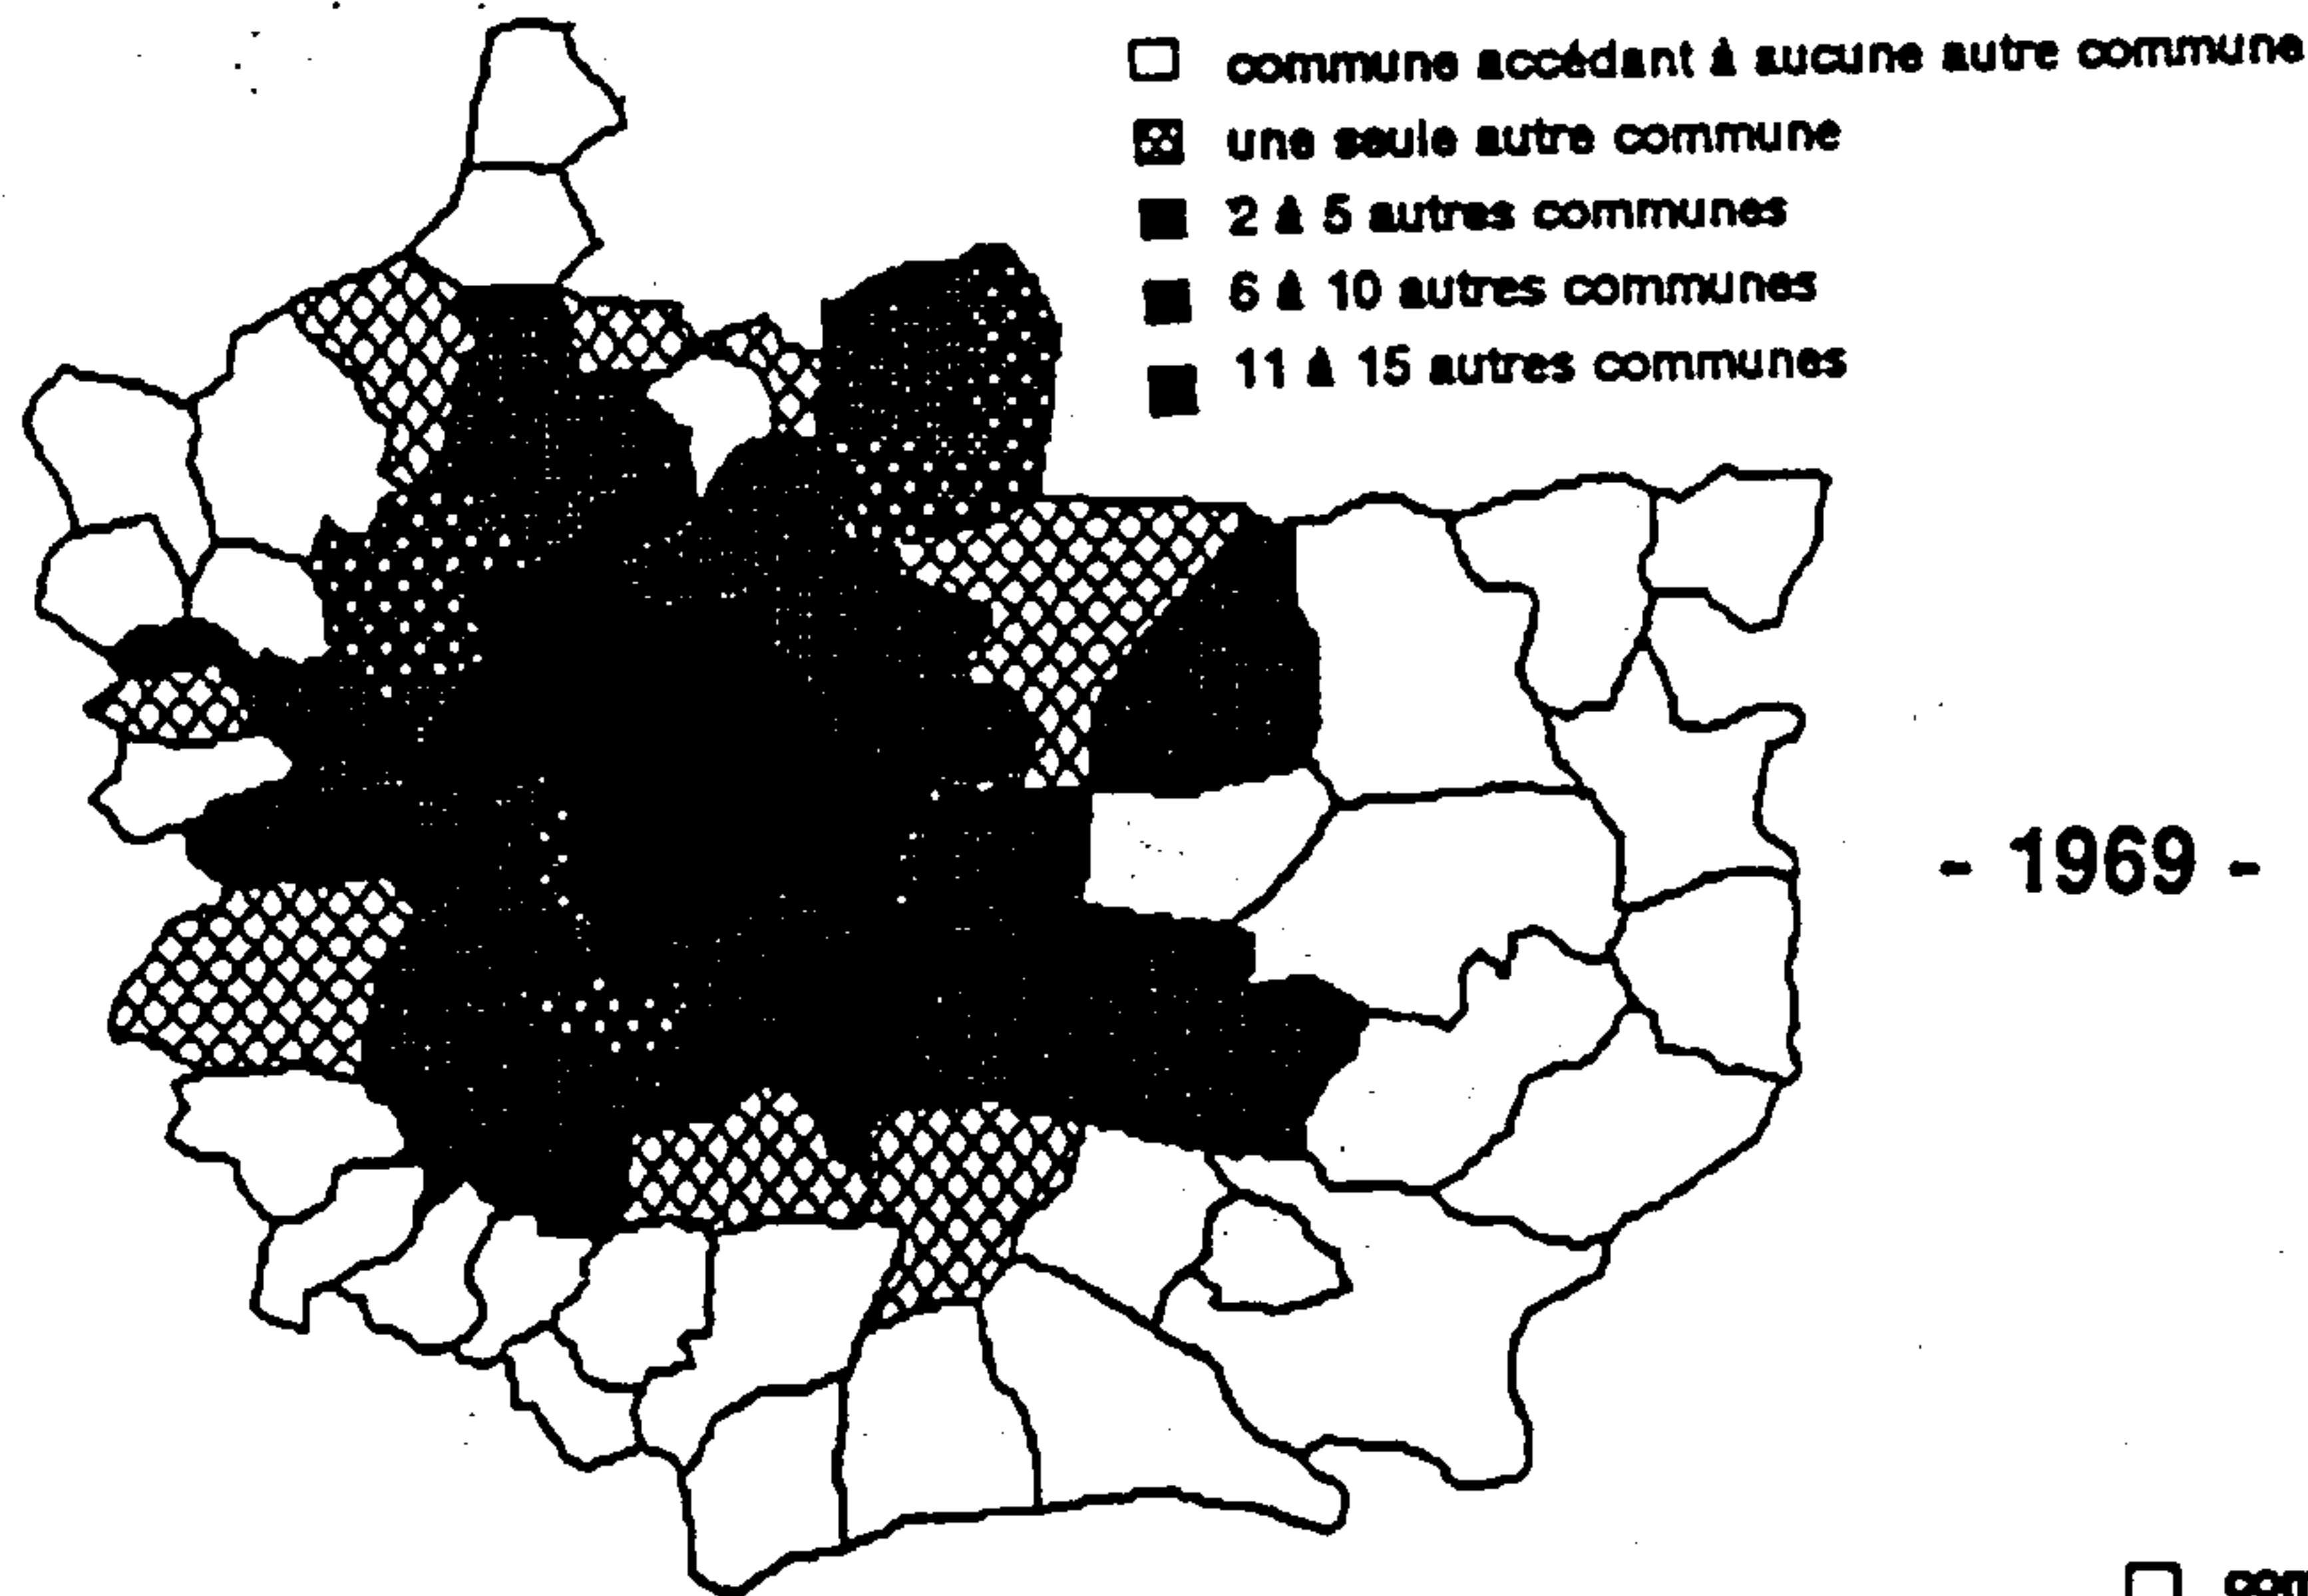 commune accédant à aucune autre commune
une seule autre commune
2 à 5 autres communes
6 à 10 autres communes
11 à 15 autres communes
- 1969 -